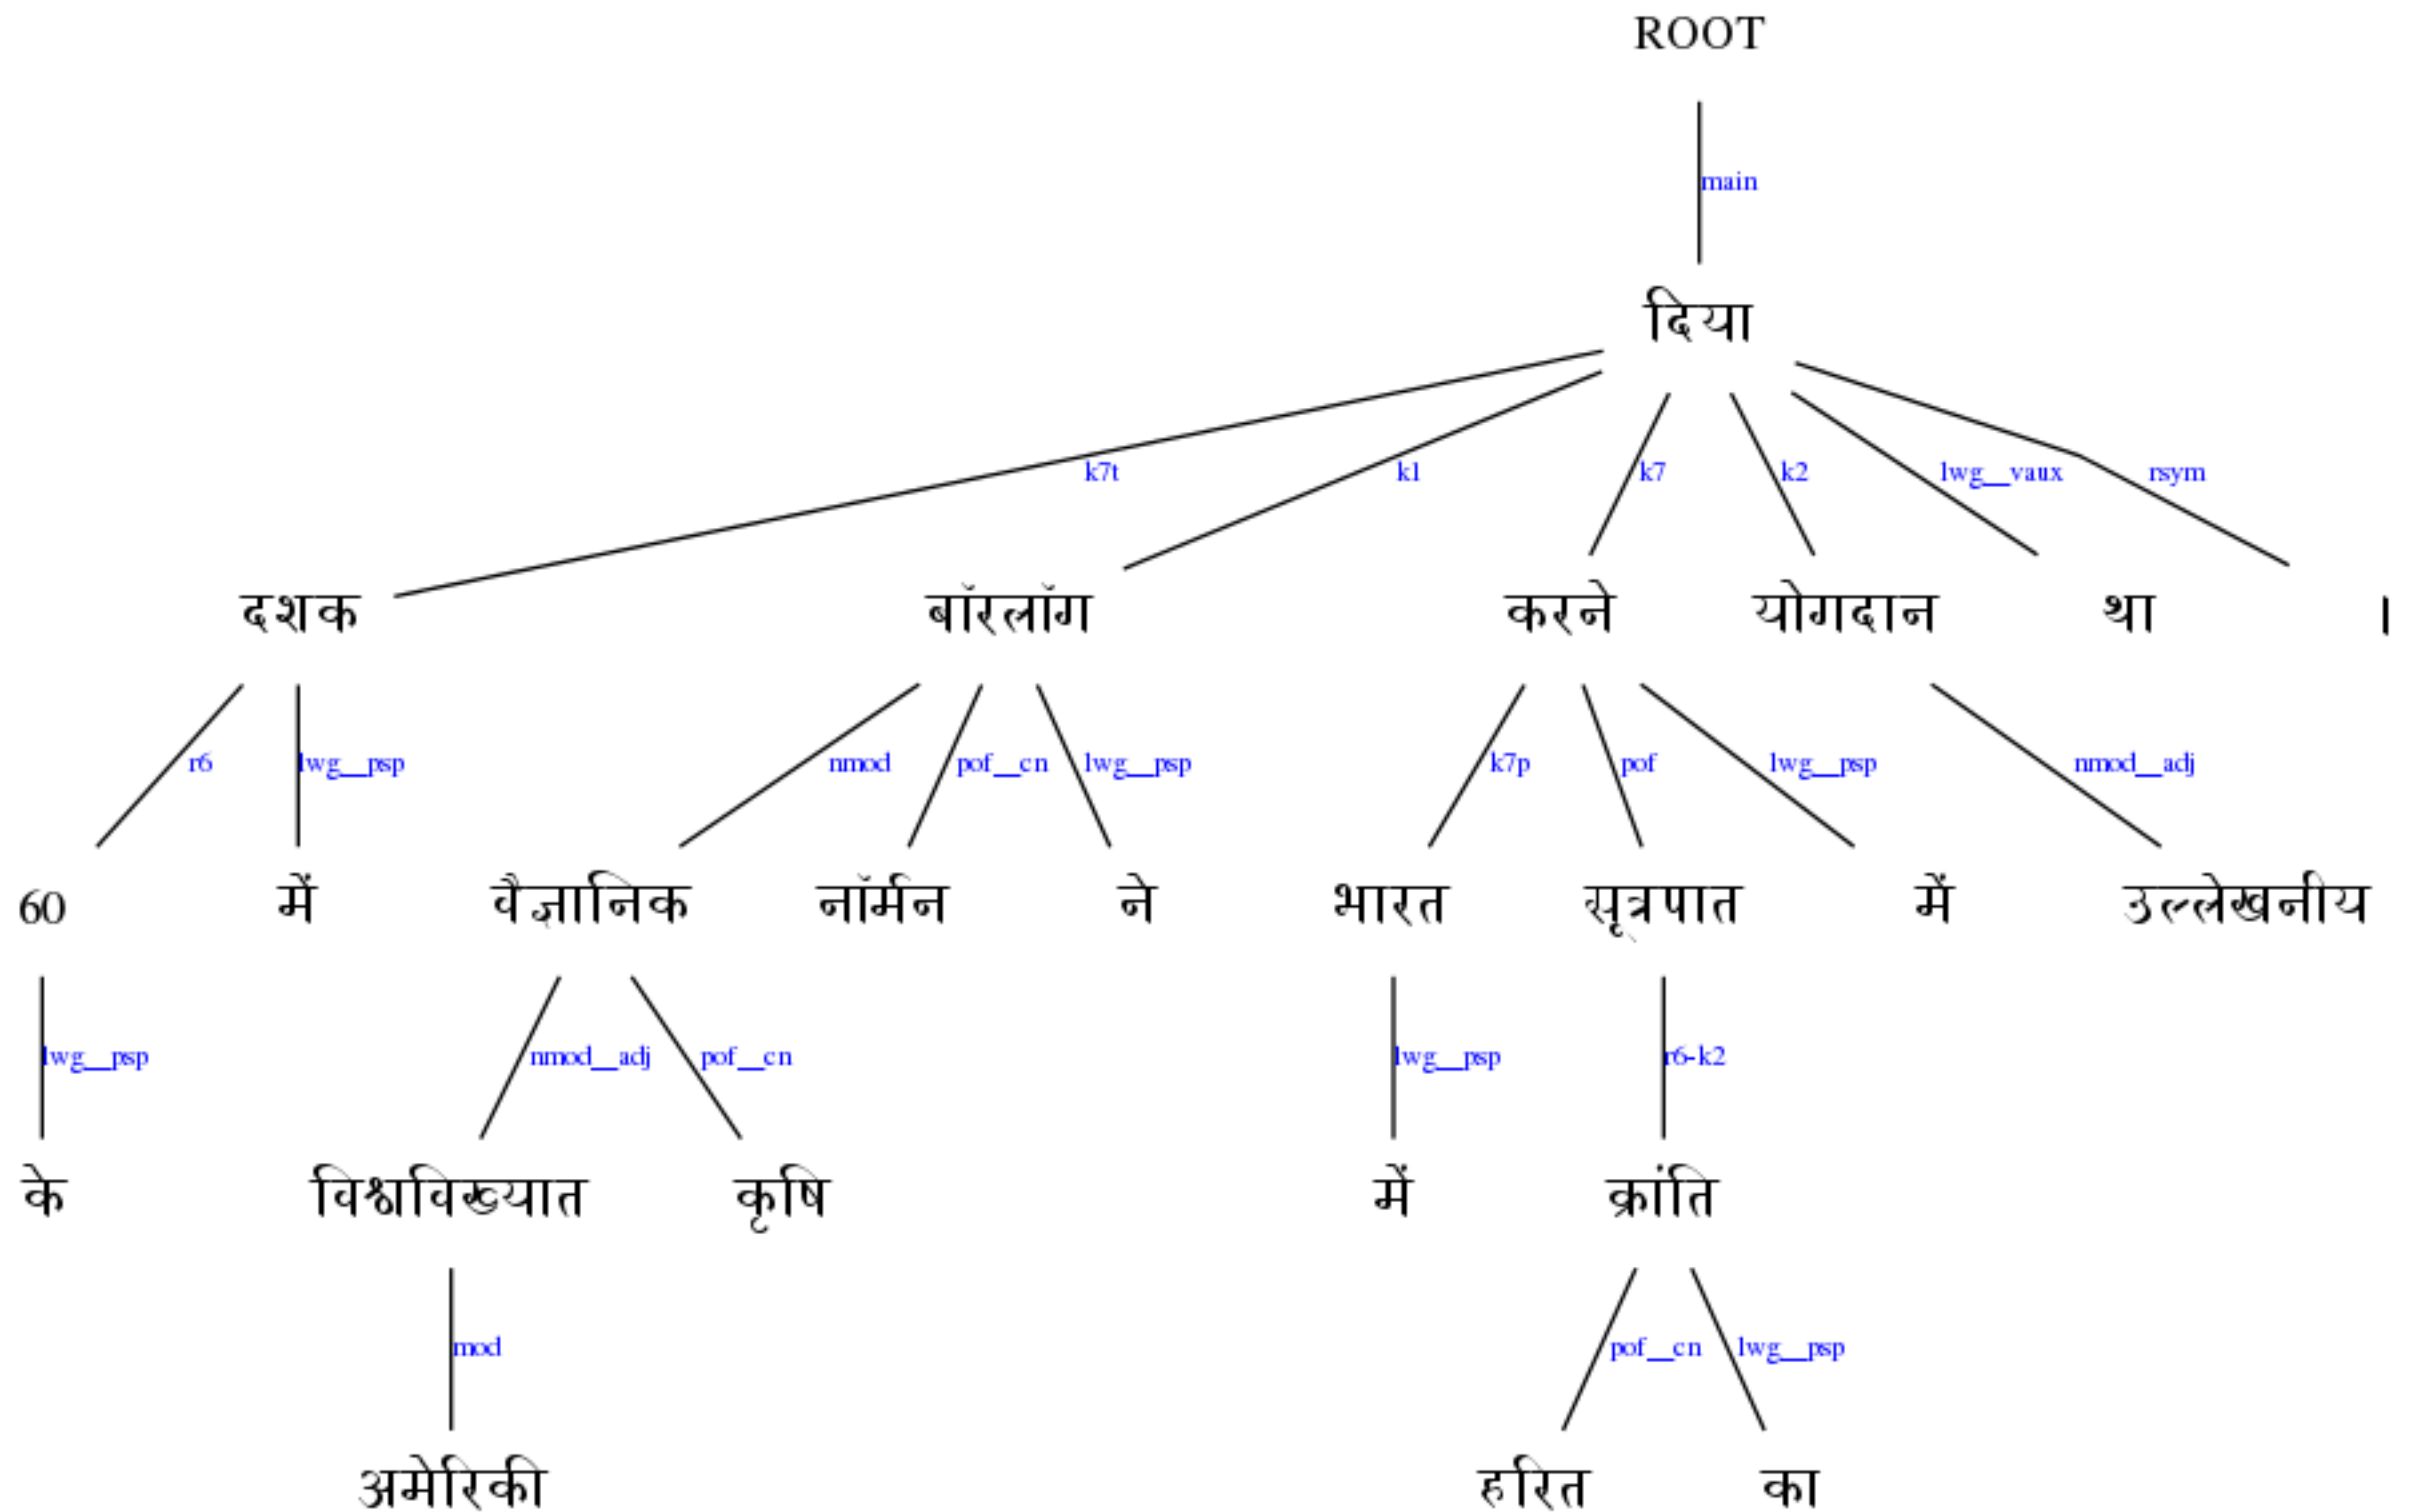 ROOT
main
दिया
k7t k1 k7 k2 lwg__vaux rsym
दशक बॉरलॉग करने योगदान था ।
r6 lwg__psp nmod pof__cn lwg__psp k7p pof lwg__psp nmod__adj
60 में वैज्ञानिक नॉर्मन ने भारत सूत्रपात में उल्लेखनीय
lwg__psp nmod__adj pof__cn lwg__psp r6-k2
के विश्वविख्यात कृषि में क्रांति
mod pof__cn lwg__psp
अमेरिकी हरित का